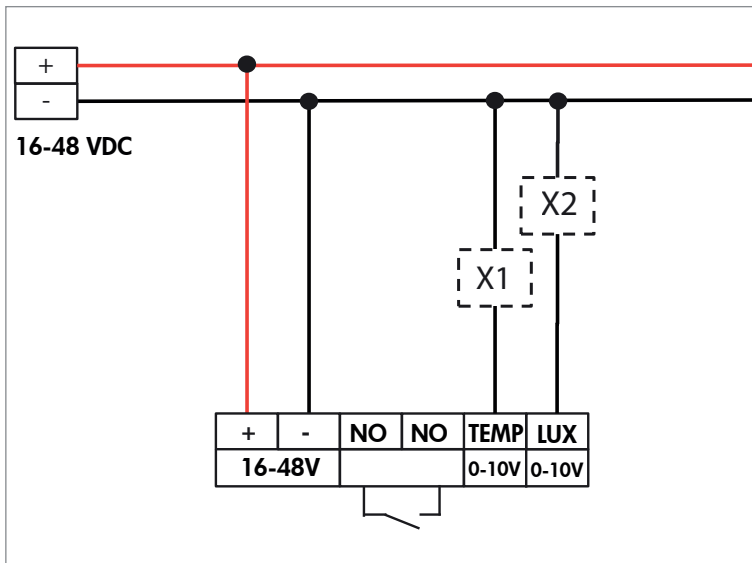 +
-
16-48 VDC
X2
X1
+ - NO NO TEMP LUX
16-48V 0-10V 0-10V